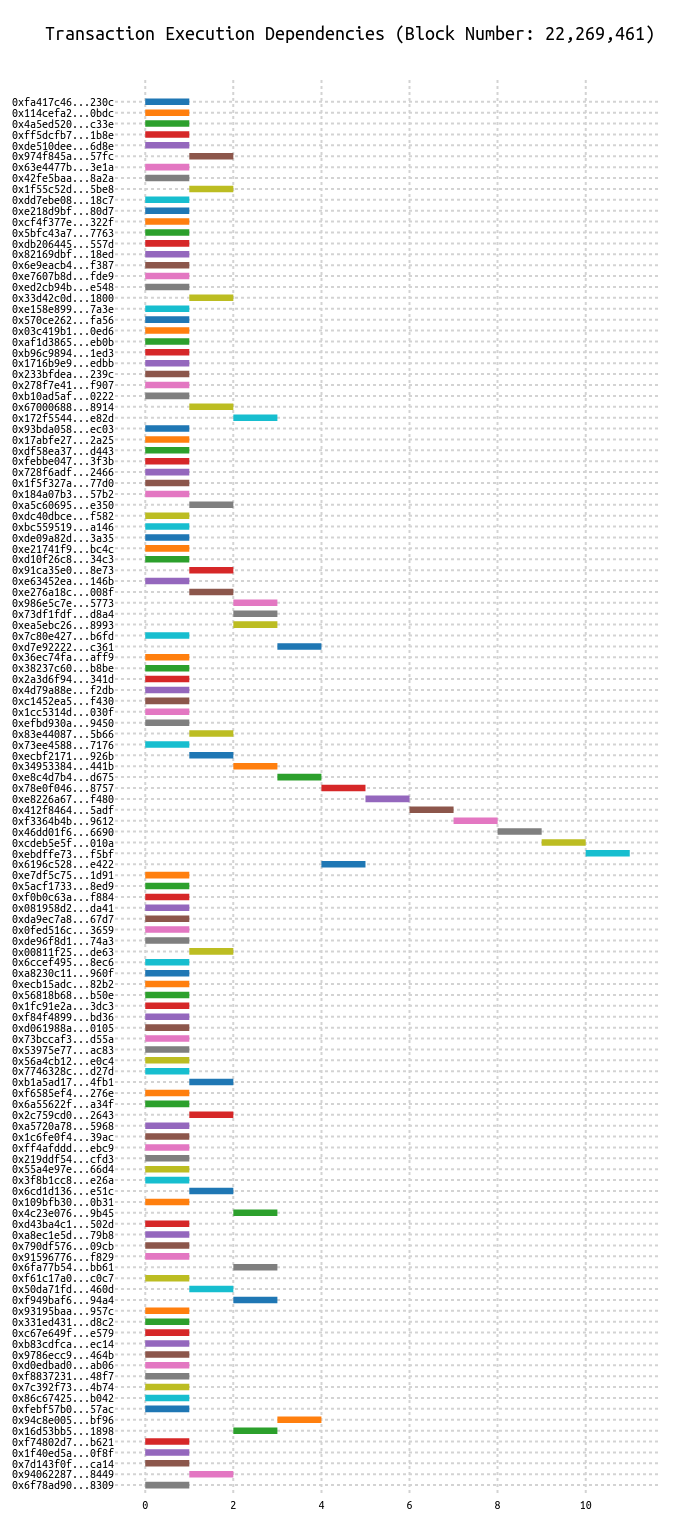 Transaction Execution Dependencies (Block Number: 22,269,461)
0xfa417c46...230c
0x114cefa2...0bdc
0x4a5ed520...c33e
0xff5dcfb7...1b8e
0xde510dee...6d8e
0x974f845a...57fc
0x63e4477b...3e1a
0x42fe5baa...8a2a
0x1f55c52d...5be8
0xdd7ebe08...18c7
0xe218d9bf...80d7
0xcf4f377e...322f
0x5bfc43a7...7763
0xdb206445...557d
0x82169dbf...18ed
0x6e9eacb4...f387
0xe7607b8d...fde9
0xed2cb94b...e548
0x33d42c0d...1800
0xe158e899...7a3e
0x570ce262...fa56
0x03c419b1...0ed6
0xaf1d3865...eb0b
0xb96c9894...1ed3
0x1716b9e9...edbb
0x233bfdea...239c
0x278f7e41...f907
0xb10ad5af...0222
0x67000688...8914
0x172f5544...e82d
0x93bda058...ec03
0x17abfe27...2a25
0xdf58ea37...d443
0xfebbe047...3f3b
0x728f6adf...2466
0x1f5f327a...77d0
0x184a07b3...57b2
0xa5c60695...e350
0xdc40dbce...f582
0xbc559519...a146
0xde09a82d...3a35
0xe21741f9...bc4c
0xd10f26c8...34c3
0x91ca35e0...8e73
0xe63452ea...146b
0xe276a18c...008f
0x986e5c7e...5773
0x73df1fdf...d8a4
0xea5ebc26...8993
0x7c80e427...b6fd
0xd7e92222...c361
0x36ec74fa...aff9
0x38237c60...b8be
0x2a3d6f94...341d
0x4d79a88e...f2db
0xc1452ea5...f430
0x1cc5314d...030f
0xefbd930a...9450
0x83e44087...5b66
0x73ee4588...7176
0xecbf2171...926b
0x34953384...441b
0xe8c4d7b4...d675
0x78e0f046...8757
0xe8226a67...f480
0x412f8464...5adf
0xf3364b4b...9612
0x46dd01f6...6690
0xcdeb5e5f...010a
0xebdffe73...f5bf
0x6196c528...e422
0xe7df5c75...1d91
0x5acf1733...8ed9
0xf0b0c63a...f884
0x081958d2...da41
0xda9ec7a8...67d7
0x0fed516c...3659
0xde96f8d1...74a3
0x00811f25...de63
0x6ccef495...8ec6
0xa8230c11...960f
0xecb15adc...82b2
0x56818b68...b50e
0x1fc91e2a...3dc3
0xf84f4899...bd36
0xd061988a...0105
0x73bccaf3...d55a
0x53975e77...ac83
0x56a4cb12...e0c4
0x7746328c...d27d
0xb1a5ad17...4fb1
0xf6585ef4...276e
0x6a55622f...a34f
0x2c759cd0...2643
0xa5720a78...5968
0x1c6fe0f4...39ac
0xff4afddd...ebc9
0x219ddf54...cfd3
0x55a4e97e...66d4
0x3f8b1cc8...e26a
0x6cd1d136...e51c
0x109bfb30...0b31
0x4c23e076...9b45
0xd43ba4c1...502d
0xa8ec1e5d...79b8
0x790df576...09cb
0x91596776...f829
0x6fa77b54...bb61
0xf61c17a0...c0c7
0x50da71fd...460d
0xf949baf6...94a4
0x93195baa...957c
0x331ed431...d8c2
0xc67e649f...e579
0xb83cdfca...ec14
0x9786ecc9...464b
0xd0edbad0...ab06
0xf8837231...48f7
0x7c392f73...4b74
0x86c67425...b042
0xfebf57b0...57ac
0x94c8e005...bf96
0x16d53bb5...1898
0xf74802d7...b621
0x1f40ed5a...0f8f
0x7d143f0f...ca14
0x94062287...8449
0x6f78ad90...8309
0 2 4 6 8 10